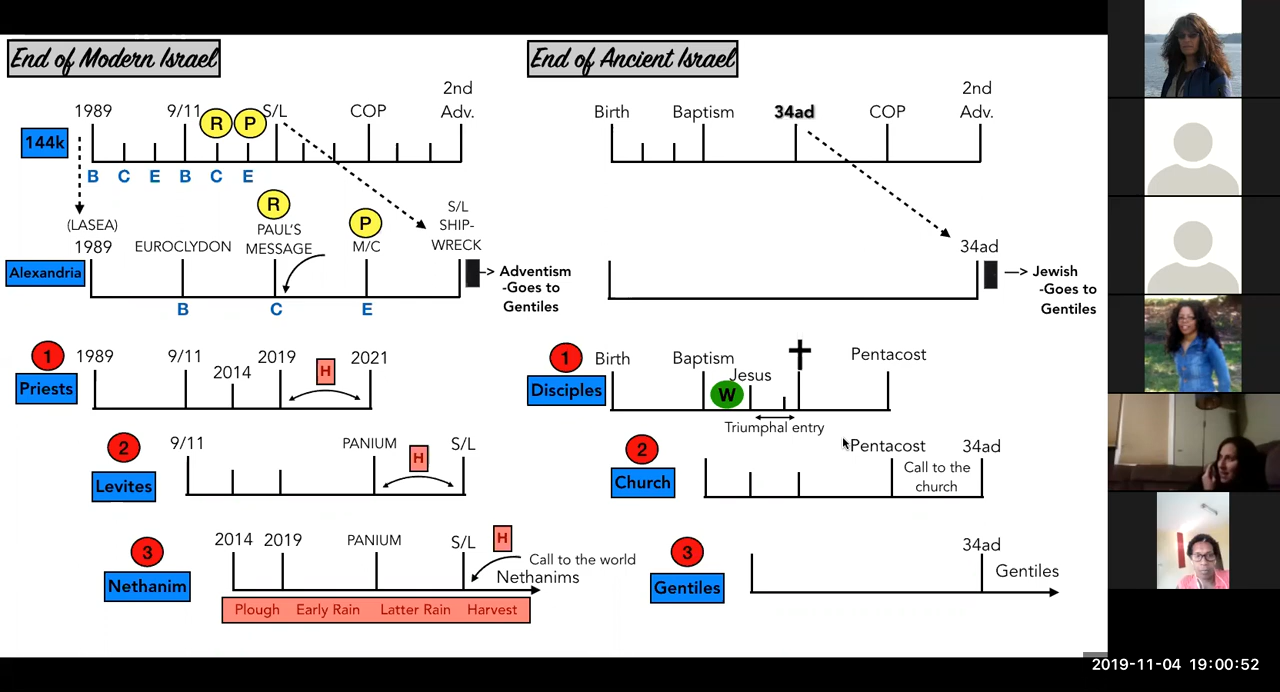 End of Modern Israel
1989 9/11 R P S/L COP 2nd Adv.
144k
B C E B C E
(LASEA)
1989 EUROCLYDON R PAUL'S MESSAGE P M/C S/L SHIP-WRECK
Alexandria
B C E
-> Adventism
-Goes to
Gentiles
1 1989 9/11 2014 2019 H 2021
Priests
2 9/11 PANIUM H S/L
Levites
3 2014 2019 PANIUM S/L H
Call to the world
Nethanims
Nethanim
Plough Early Rain Latter Rain Harvest
End of Ancient Israel
Birth Baptism 34ad COP 2nd Adv.
34ad
Jewish
-Goes to
Gentiles
1 Birth Baptism Jesus Pentacost
Disciples
W
Triumphal entry
2 Pentacost 34ad
Church
Call to the
church
3 34ad
Gentiles
Gentiles
2019-11-04 19:00:52